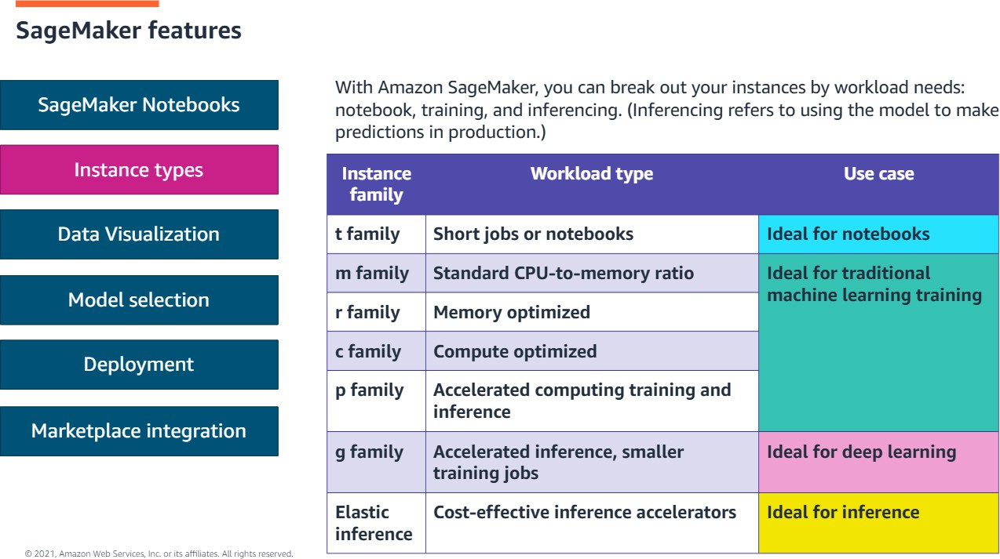 SageMaker features
SageMaker Notebooks
Instance types
Data Visualization
Model selection
Deployment
Marketplace integration
With Amazon SageMaker, you can break out your instances by workload needs:
notebook, training, and inferencing. (Inferencing refers to using the model to make
predictions in production.)
Instance
family
Workload type
Use case
t family
Short jobs or notebooks
Ideal for notebooks
m family
Standard CPU-to-memory ratio
Ideal for traditional
machine learning training
r family
Memory optimized
c family
Compute optimized
p family
Accelerated computing training and
inference
g family
Accelerated inference, smaller
training jobs
Ideal for deep learning
Elastic
inference
Cost-effective inference accelerators
Ideal for inference
© 2021, Amazon Web Services, Inc. or its affiliates. All rights reserved.